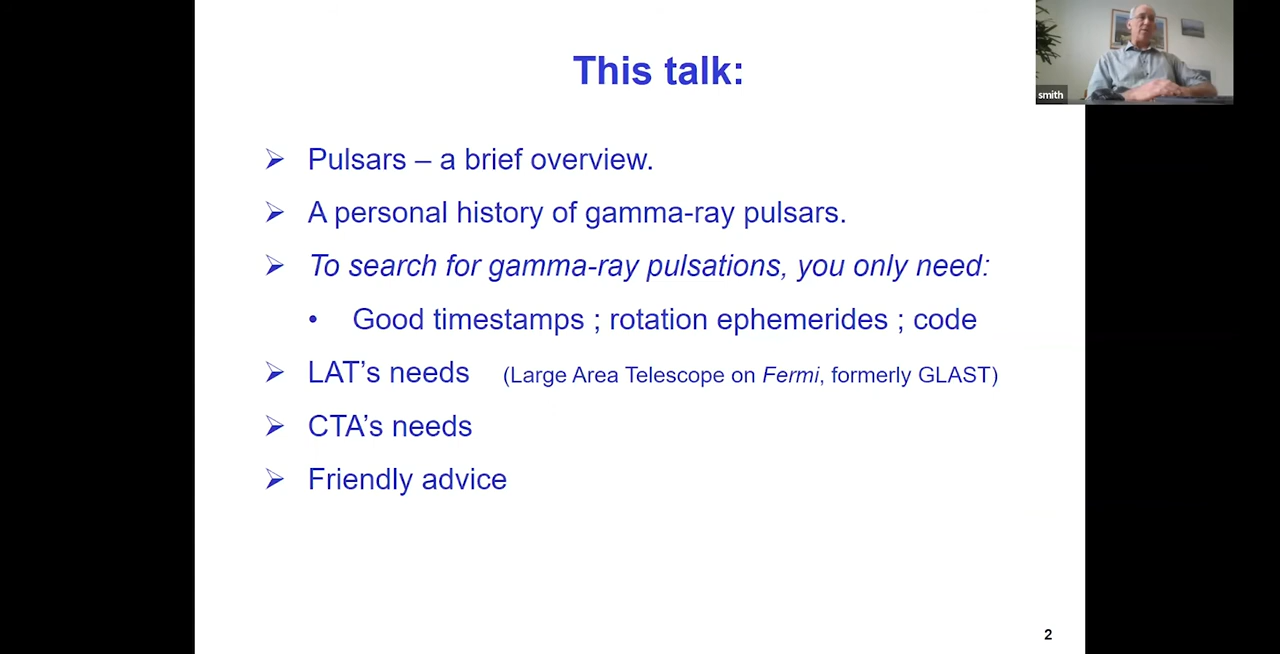 This talk:
smith
➢ Pulsars – a brief overview.
➢ A personal history of gamma-ray pulsars.
➢ To search for gamma-ray pulsations, you only need:
• Good timestamps ; rotation ephemerides ; code
➢ LAT’s needs (Large Area Telescope on Fermi, formerly GLAST)
➢ CTA’s needs
➢ Friendly advice
2